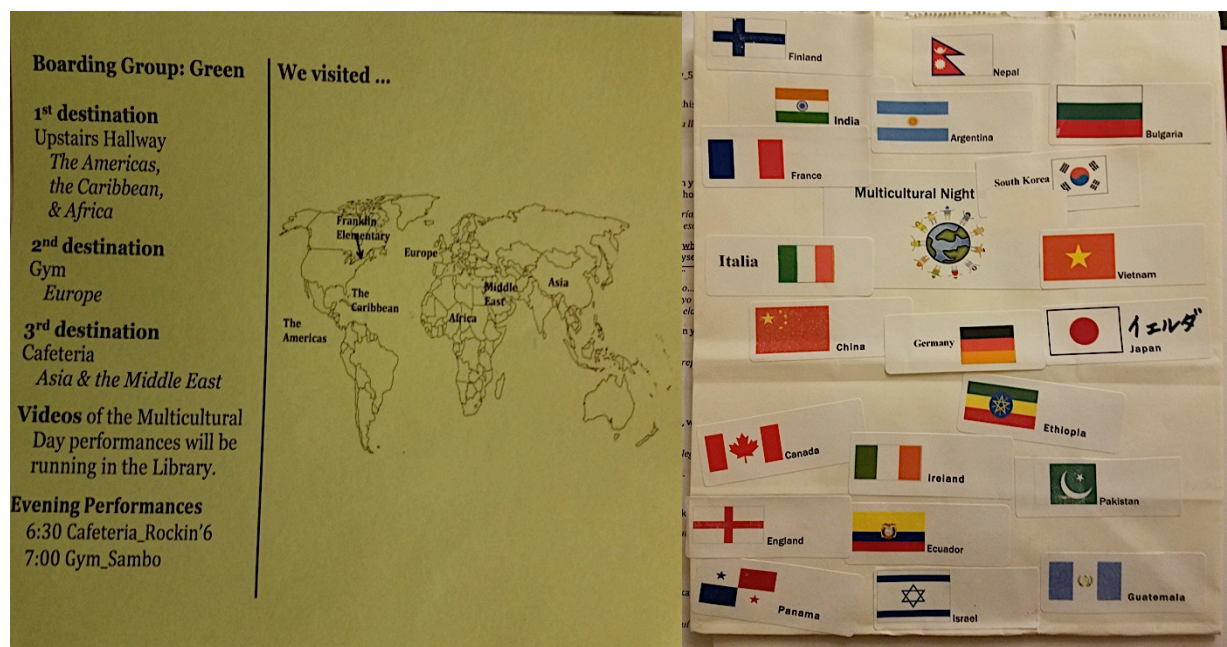 Boarding Group: Green
1st destination
Upstairs Hallway
The Americas,
the Caribbean,
& Africa
2nd destination
Gym
Europe
3rd destination
Cafeteria
Asia & the Middle East
Videos of the Multicultural
Day performances will be
running in the Library.
Evening Performances
6:30 Cafeteria_Rockin'6
7:00 Gym_Sambo
We visited ...
Franklin
Elementary
Europe
Middle
East
Asia
The
Caribbean
Africa
The
Americas
Finland
Nepal
India
Argentina
Bulgaria
France
South Korea
Multicultural Night
Italia
Vietnam
China
Germany
イェルダ
Japan
Ethiopia
Canada
Ireland
Pakistan
England
Ecuador
Panama
Israel
Guatemala